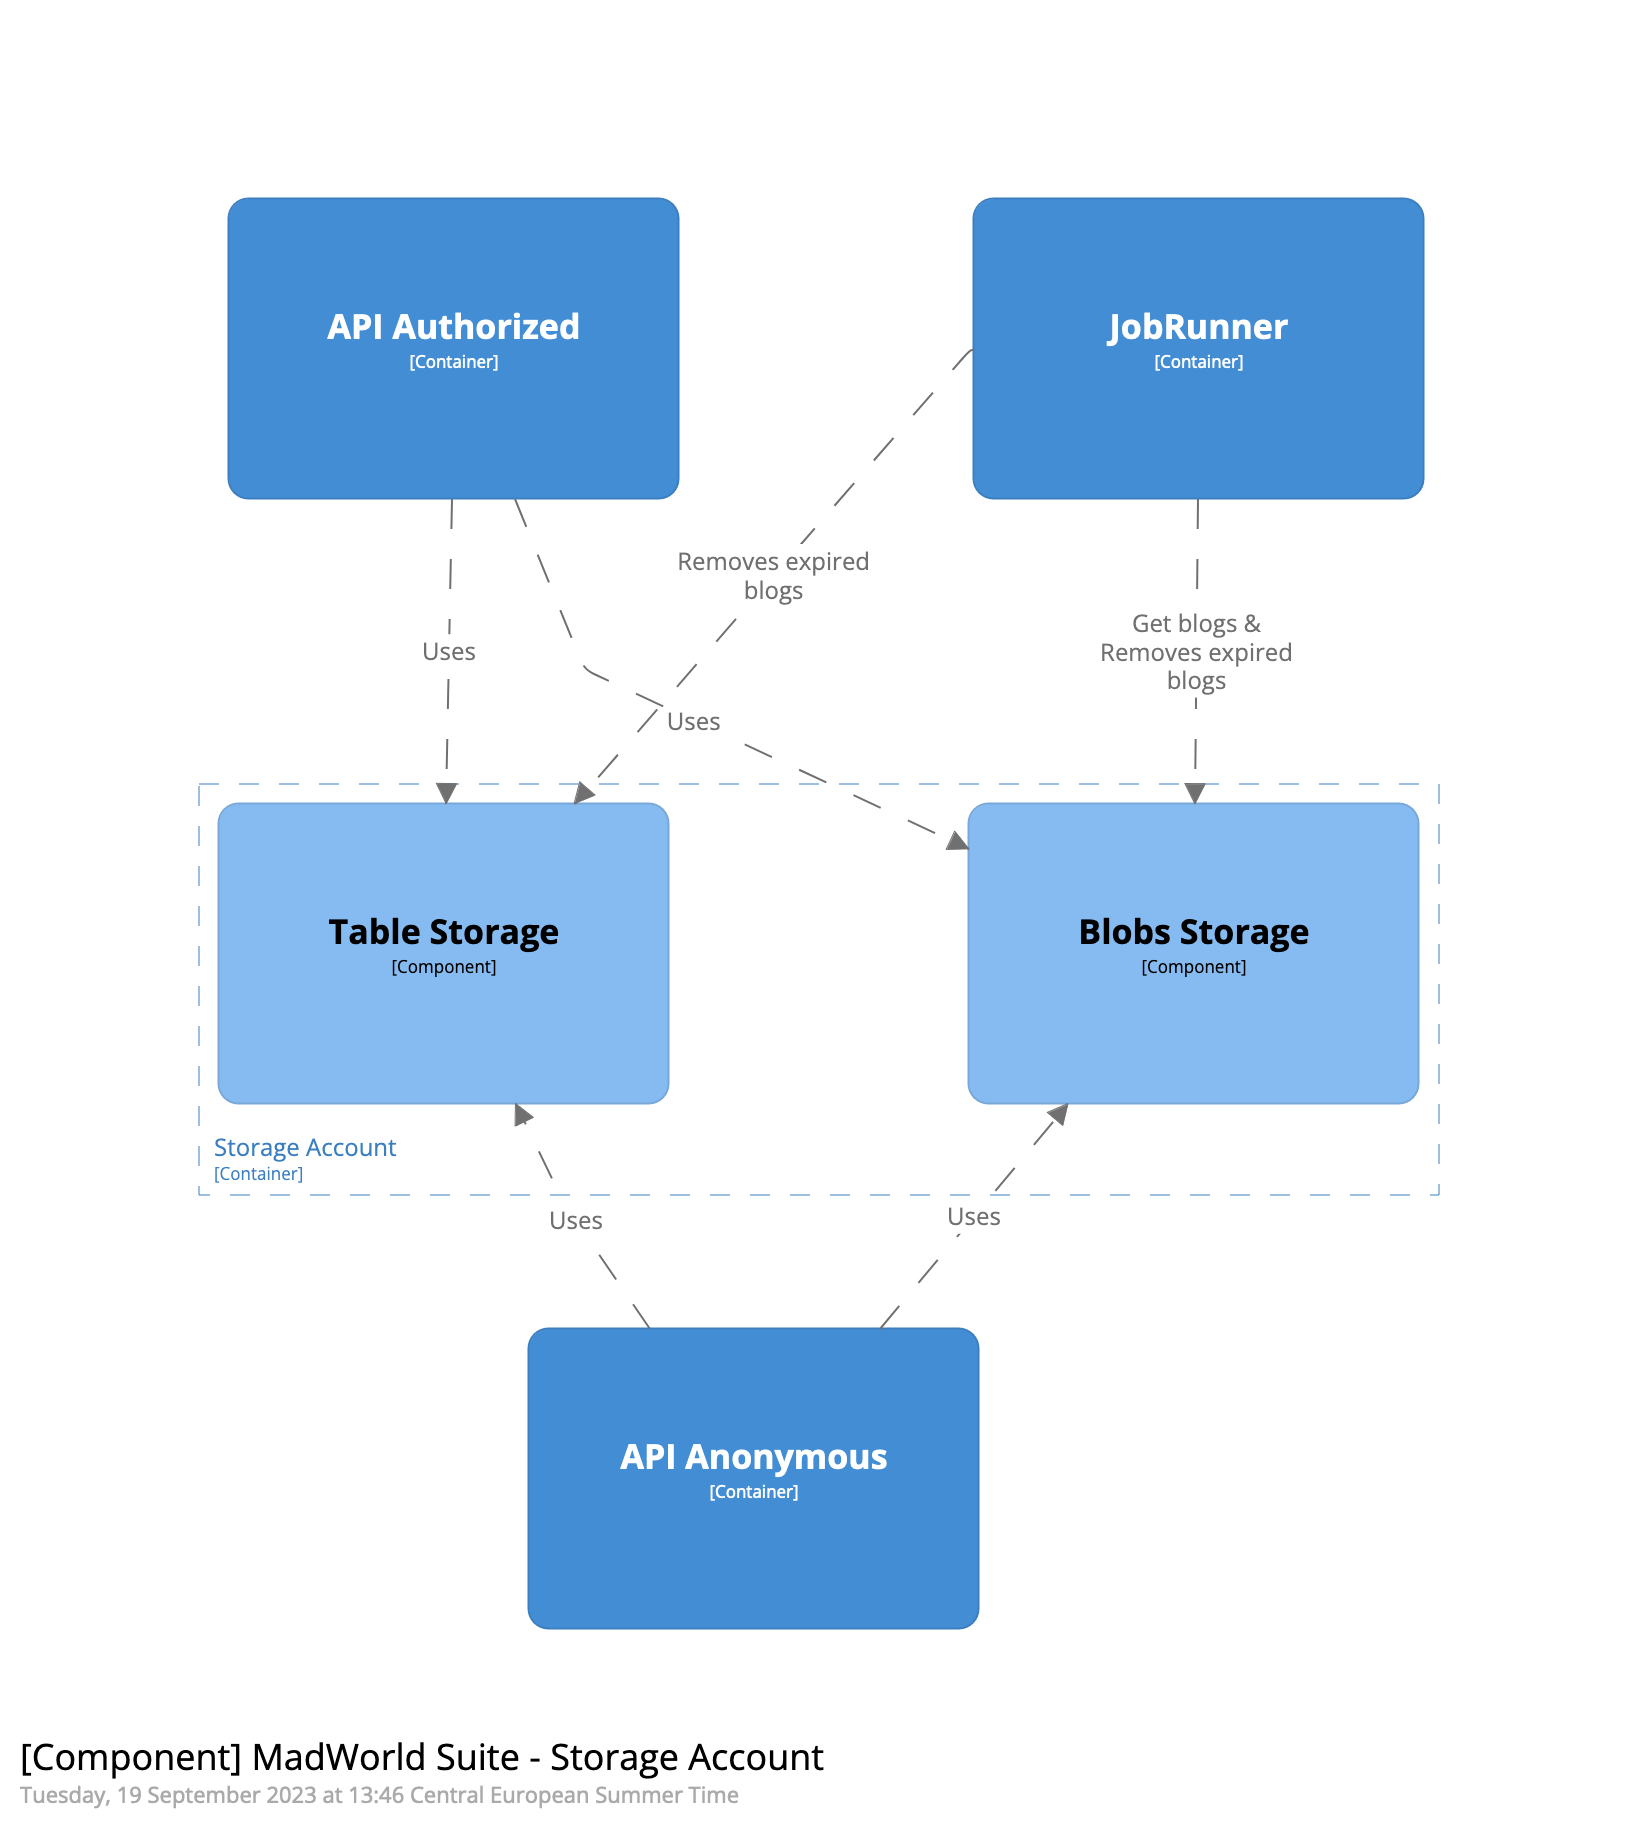 API Authorized
[Container]
JobRunner
[Container]
Removes expired
blogs
Get blogs &
Removes expired
blogs
Uses
Uses
Table Storage
[Component]
Blobs Storage
[Component]
Storage Account
[Container]
Uses
Uses
API Anonymous
[Container]
[Component] MadWorld Suite - Storage Account
Tuesday, 19 September 2023 at 13:46 Central European Summer Time